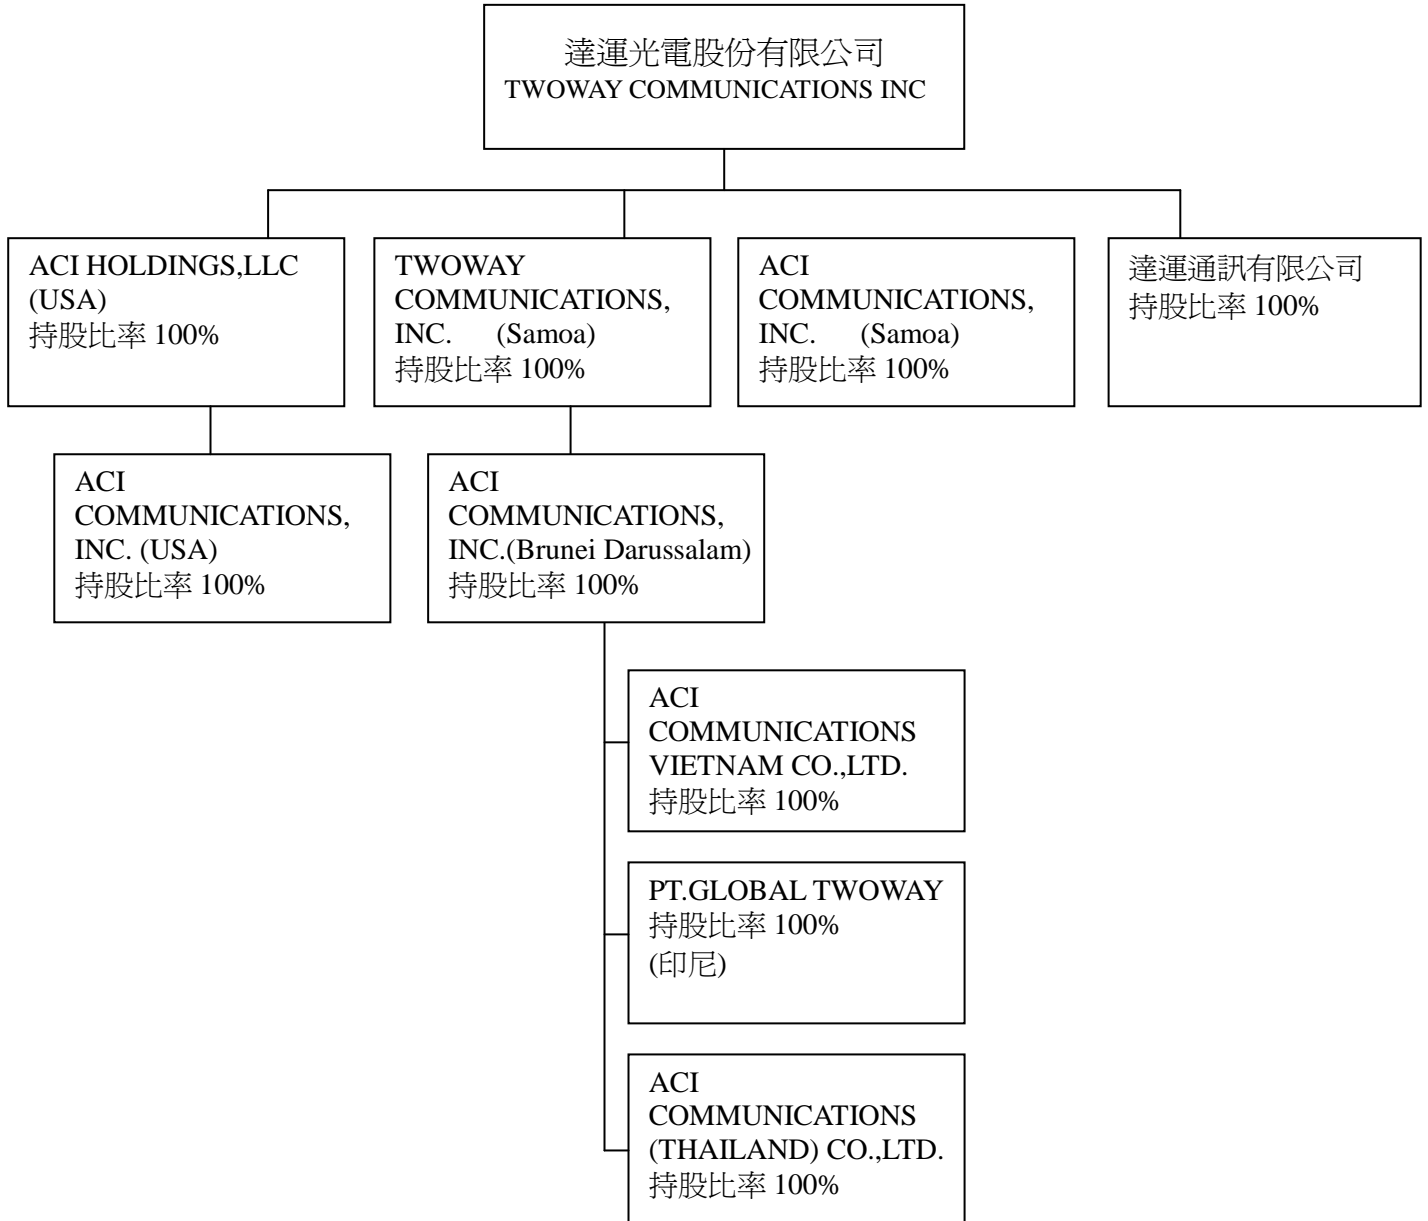 達運光電股份有限公司
TWOWAY COMMUNICATIONS INC
ACI HOLDINGS,LLC
(USA)
持股比率 100%
TWOWAY
COMMUNICATIONS,
INC. (Samoa)
持股比率 100%
ACI
COMMUNICATIONS,
INC. (Samoa)
持股比率 100%
達運通訊有限公司
持股比率 100%
ACI
COMMUNICATIONS,
INC. (USA)
持股比率 100%
ACI
COMMUNICATIONS,
INC.(Brunei Darussalam)
持股比率 100%
ACI
COMMUNICATIONS
VIETNAM CO.,LTD.
持股比率 100%
PT.GLOBAL TWOWAY
持股比率 100%
(印尼)
ACI
COMMUNICATIONS
(THAILAND) CO.,LTD.
持股比率 100%